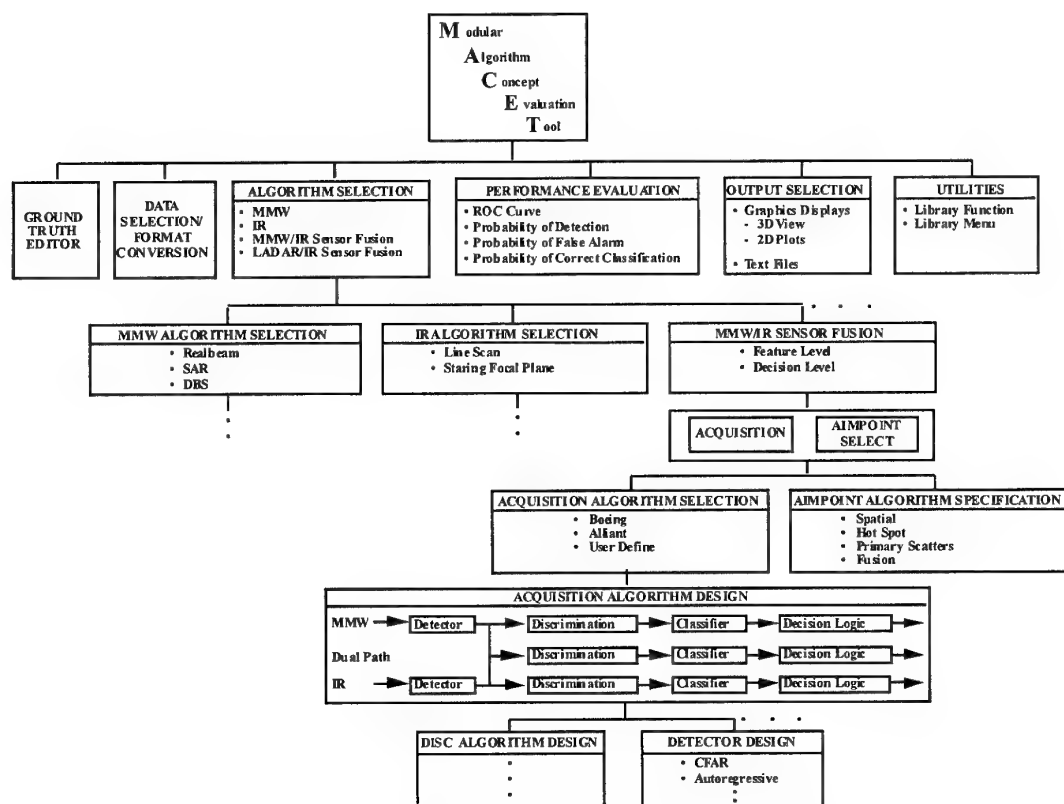 Modular
Algorithm
Concept
Evaluation
Tool
GROUND
TRUTH
EDITOR
DATA
SELECTION/
FORMAT
CONVERSION
ALGORITHM SELECTION
• MMW
• IR
• MMW/IR Sensor Fusion
• LADAR/IR Sensor Fusion
PERFORMANCE EVALUATION
• ROC Curve
• Probability of Detection
• Probability of False Alarm
• Probability of Correct Classification
OUTPUT SELECTION
• Graphics Displays
- 3D View
- 2D Plots
• Text Files
UTILITIES
• Library Function
• Library Menu
MMW ALGORITHM SELECTION
• Realbeam
• SAR
• DBS
IR ALGORITHM SELECTION
• Line Scan
• Staring Focal Plane
MMW/IR SENSOR FUSION
• Feature Level
• Decision Level
ACQUISITION
AIMPOINT
SELECT
ACQUISITION ALGORITHM SELECTION
• Boeing
• Alliant
• User Define
AIMPOINT ALGORITHM SPECIFICATION
• Spatial
• Hot Spot
• Primary Scatters
• Fusion
ACQUISITION ALGORITHM DESIGN
MMW Detector Discrimination Classifier Decision Logic
Dual Path Discrimination Classifier Decision Logic
IR Detector Discrimination Classifier Decision Logic
DISC ALGORITHM DESIGN
DETECTOR DESIGN
• CFAR
• Autoregressive